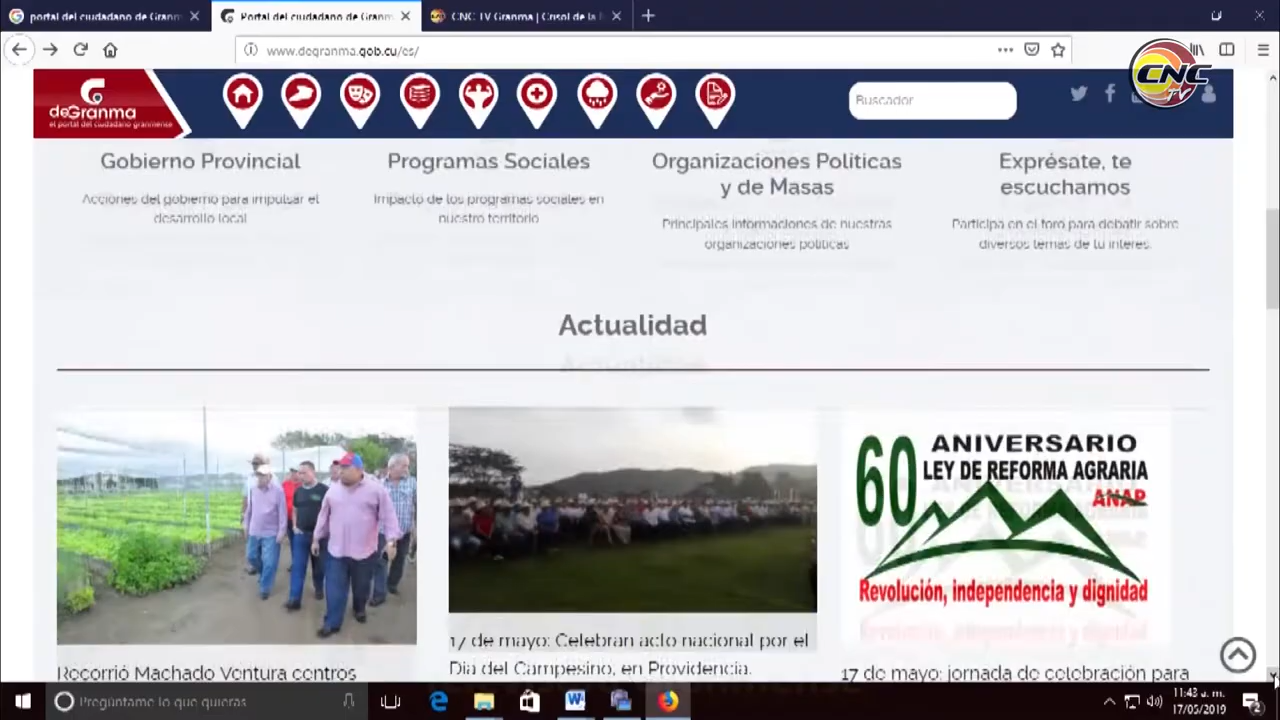 portal del ciudadano de Granm
Portal del ciudadano de Granm
CNC TV Granma | Crisol de la
www.degranma.gob.cu/es/
CNC
TV
deGranma
el portal del ciudadano granmense
Buscador
Gobierno Provincial
Acciones del gobierno para impulsar el
desarrollo local
Programas Sociales
Impacto de los programas sociales en
nuestro territorio
Organizaciones Politicas
y de Masas
Principales informaciones de nuestras
organizaciones políticas
Exprésate, te
escuchamos
Participa en el foro para debatir sobre
diversos temas de tu interes.
Actualidad
60
ANIVERSARIO
LEY DE REFORMA AGRARIA
ANAP
Revolución, independencia y dignidad
Recorrió Machado Ventura centros
17 de mayo: Celebran acto nacional por el
Día del Campesino, en Providencia.
17 de mayo: jornada de celebración para
Pregúntame lo que quieras
11:43 a. m.
17/05/2019
2